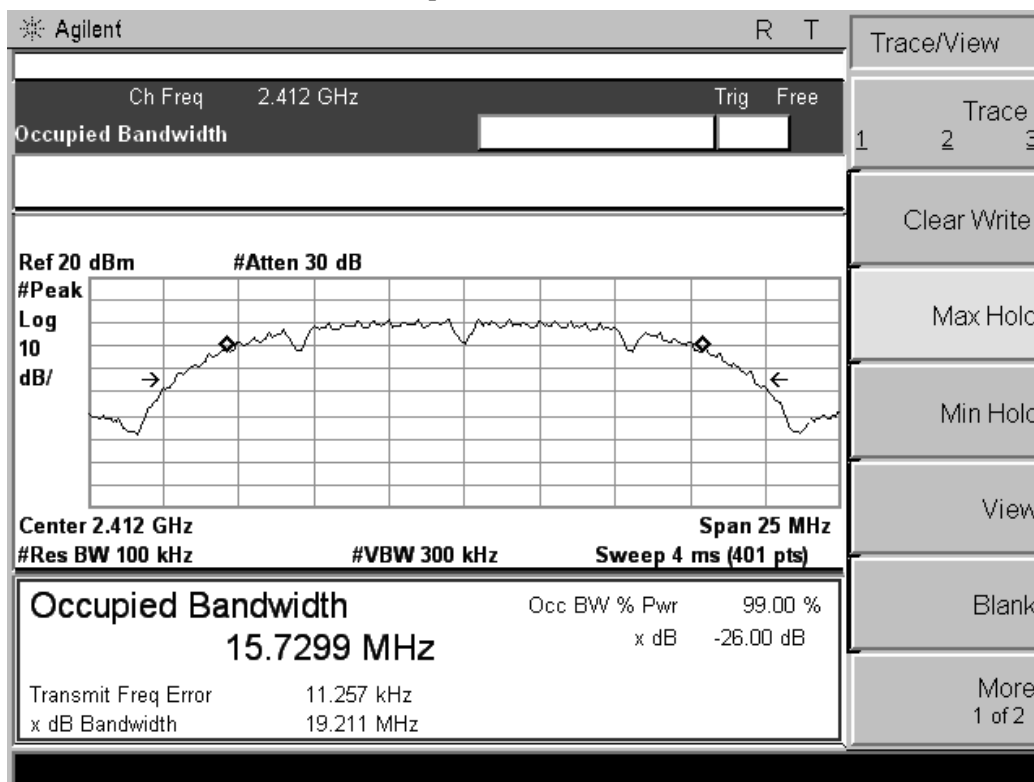 Agilent R T
Trace/View
Ch Freq 2.412 GHz Trig Free
Occupied Bandwidth
Trace
1 2 3
Clear Write
Ref 20 dBm #Atten 30 dB
#Peak
Log
10
dB/
Max Hold
Min Hold
View
Center 2.412 GHz Span 25 MHz
#Res BW 100 kHz #VBW 300 kHz Sweep 4 ms (401 pts)
Occupied Bandwidth
15.7299 MHz
Occ BW % Pwr 99.00 %
x dB -26.00 dB
Transmit Freq Error 11.257 kHz
x dB Bandwidth 19.211 MHz
Blank
More
1 of 2